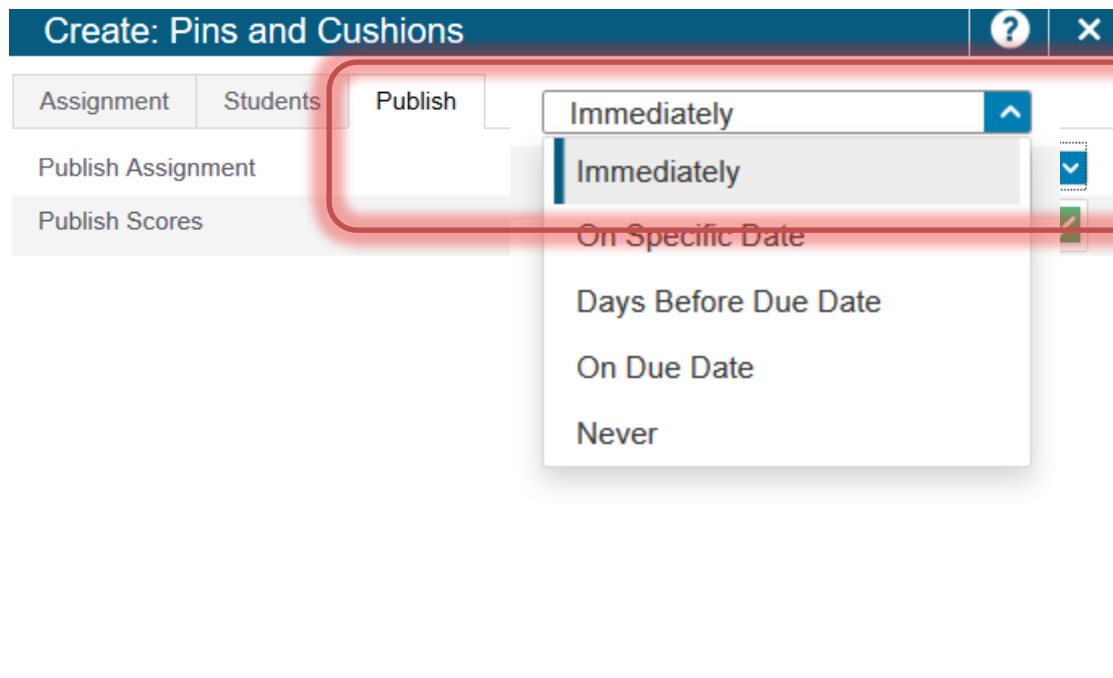 Create: Pins and Cushions ?
Assignment Students Publish
Immediately
Publish Assignment
Immediately
Publish Scores
On Specific Date
Days Before Due Date
On Due Date
Never